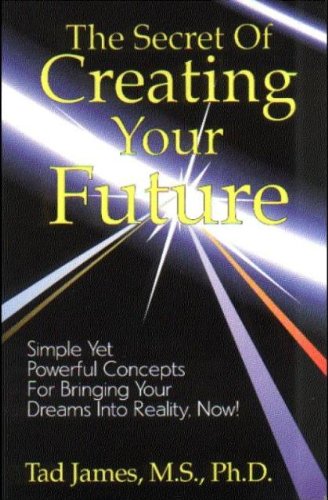 The Secret Of
Creating
Your
Future
Simple Yet
Powerful Concepts
For Bringing Your
Dreams Into Reality, Now!
Tad James, M.S., Ph.D.